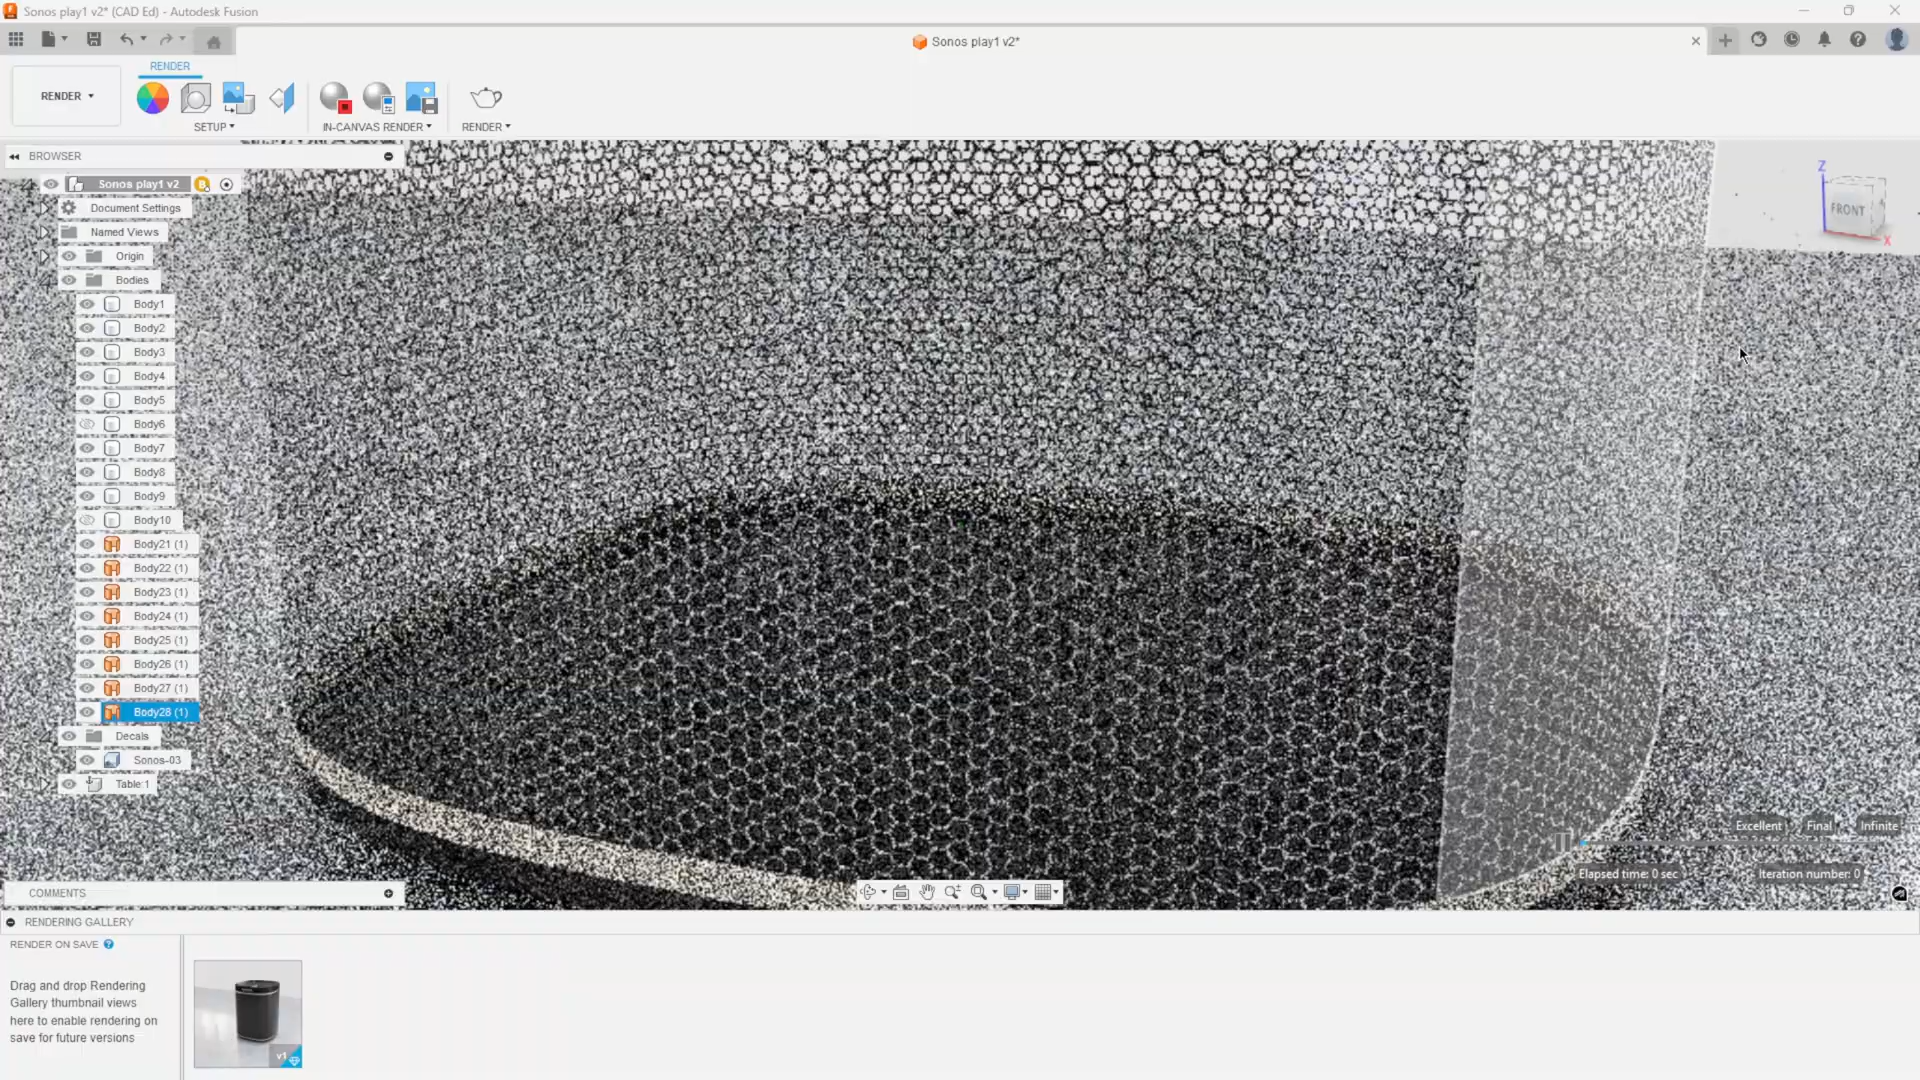 Sonos play1 v2* (CAD Ed) - Autodesk Fusion
Sonos play1 v2*
RENDER
RENDER
SETUP
IN-CANVAS RENDER
RENDER
BROWSER
Sonos play1 v2
Document Settings
Named Views
Origin
Bodies
Body1
Body2
Body3
Body4
Body5
Body6
Body7
Body8
Body9
Body10
Body21 (1)
Body22 (1)
Body23 (1)
Body24 (1)
Body25 (1)
Body26 (1)
Body27 (1)
Body28 (1)
Decals
Sonos-03
Table:1
Z
FRONT
X
Excellent
Final
Infinite
Elapsed time: 0 sec
Iteration number: 0
COMMENTS
RENDERING GALLERY
RENDER ON SAVE
Drag and drop Rendering
Gallery thumbnail views
here to enable rendering on
save for future versions
v1